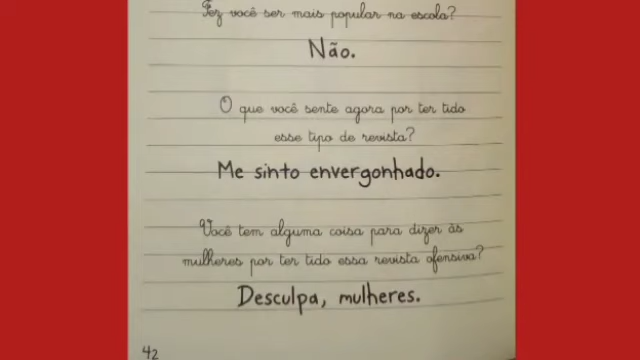 Fez você ser mais popular na escola?
Não.
O que você sente agora por ter tido
esse tipo de revista?
Me sinto envergonhado.
Você tem alguma coisa para dizer às
mulheres por ter tido essa revista ofensiva?
Desculpa, mulheres.
42